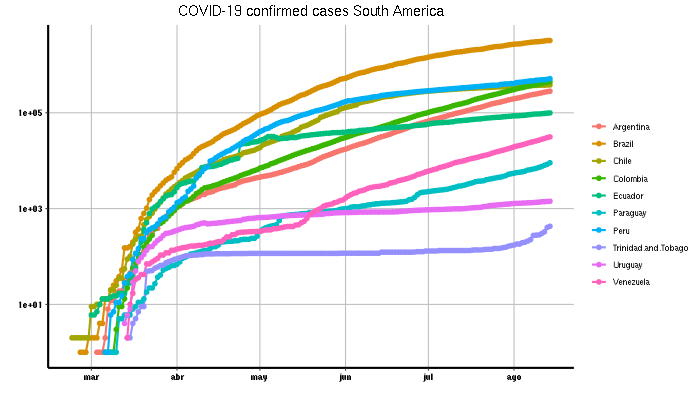 COVID-19 confirmed cases South America
1e+05
1e+03
1e+01
mar abr may jun jul ago
Argentina
Brazil
Chile
Colombia
Ecuador
Paraguay
Peru
Trinidad.and.Tobago
Uruguay
Venezuela